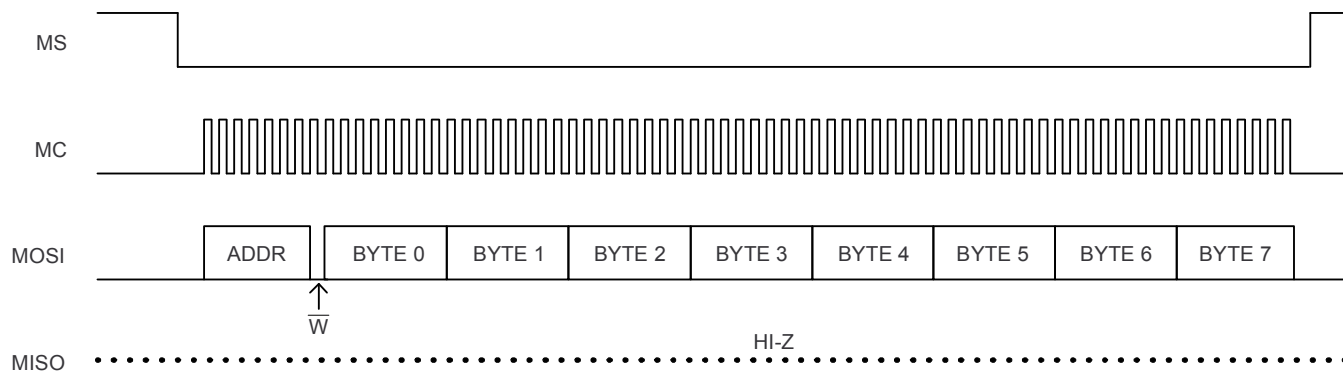 MS
MC
MOSI ADDR BYTE 0 BYTE 1 BYTE 2 BYTE 3 BYTE 4 BYTE 5 BYTE 6 BYTE 7
W̅
HI-Z
MISO